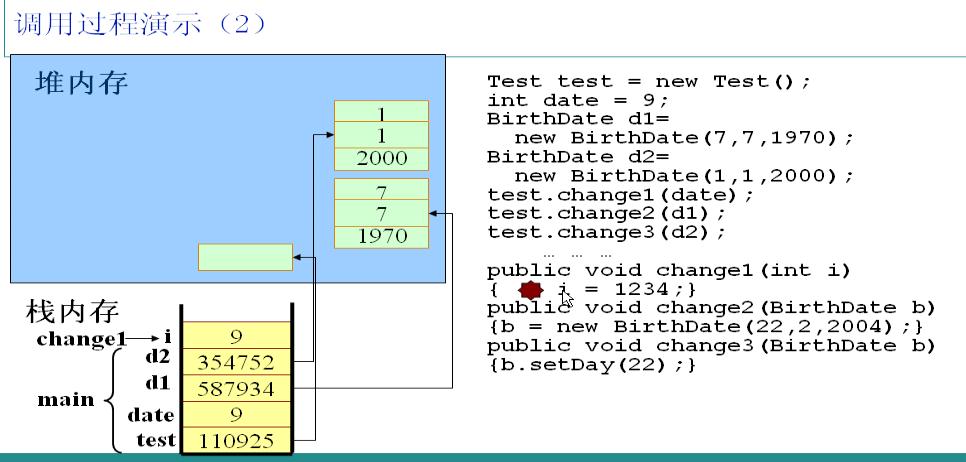 调用过程演示（2）
堆内存
1
1
2000
7
7
1970
栈内存
change1 i 9
d2 354752
d1 587934
main
date 9
test 110925
Test test = new Test();
int date = 9;
BirthDate d1=
new BirthDate(7,7,1970);
BirthDate d2=
new BirthDate(1,1,2000);
test.change1(date);
test.change2(d1);
test.change3(d2);
… … …
public void change1(int i)
{ i = 1234;}
public void change2(BirthDate b)
{b = new BirthDate(22,2,2004);}
public void change3(BirthDate b)
{b.setDay(22);}